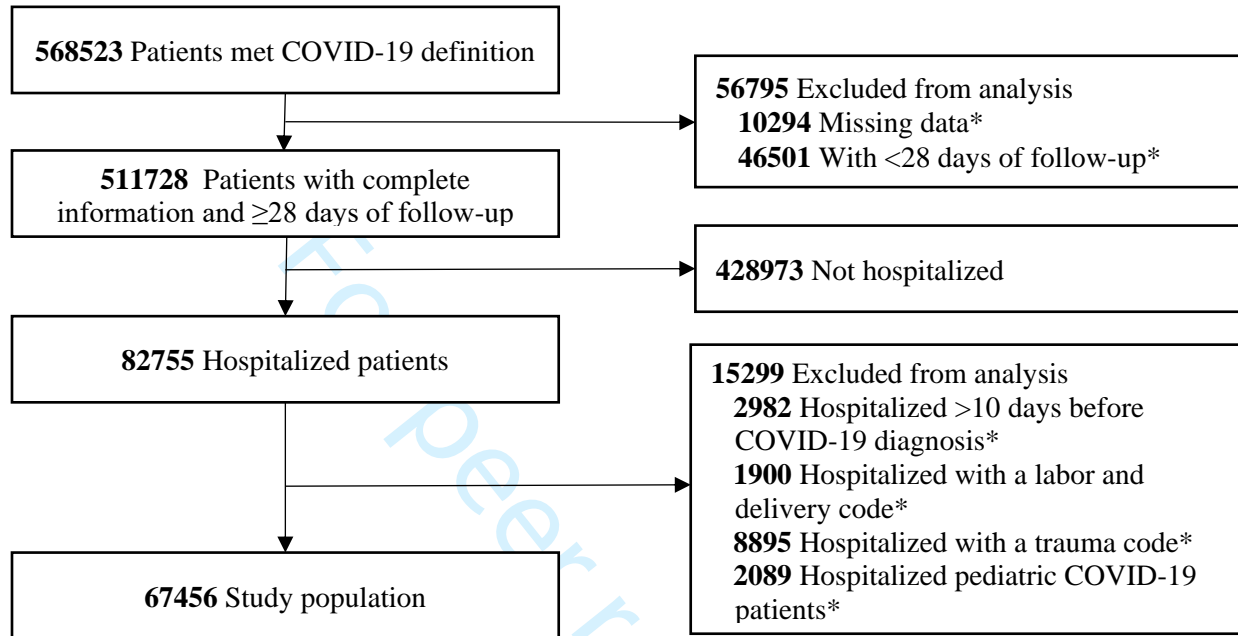 568523 Patients met COVID-19 definition
56795 Excluded from analysis
10294 Missing data*
46501 With <28 days of follow-up*
511728 Patients with complete
information and ≥28 days of follow-up
428973 Not hospitalized
82755 Hospitalized patients
15299 Excluded from analysis
2982 Hospitalized >10 days before
COVID-19 diagnosis*
1900 Hospitalized with a labor and
delivery code*
8895 Hospitalized with a trauma code*
2089 Hospitalized pediatric COVID-19
patients*
67456 Study population
For peer r